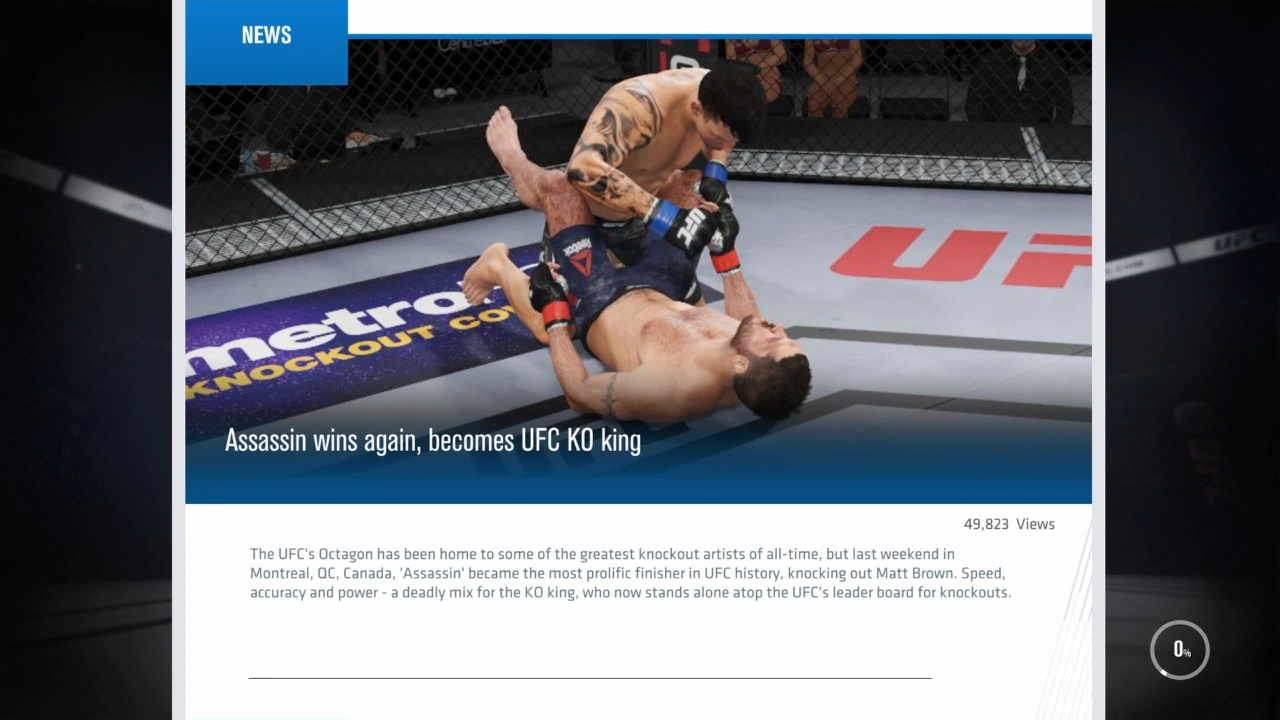 NEWS
UFC
Reebok
UFC
metro
KNOCKOUT
Assassin wins again, becomes UFC KO king
49,823 Views
The UFC's Octagon has been home to some of the greatest knockout artists of all-time, but last weekend in
Montreal, QC, Canada, 'Assassin' became the most prolific finisher in UFC history, knocking out Matt Brown. Speed,
accuracy and power - a deadly mix for the KO king, who now stands alone atop the UFC's leader board for knockouts.
0%